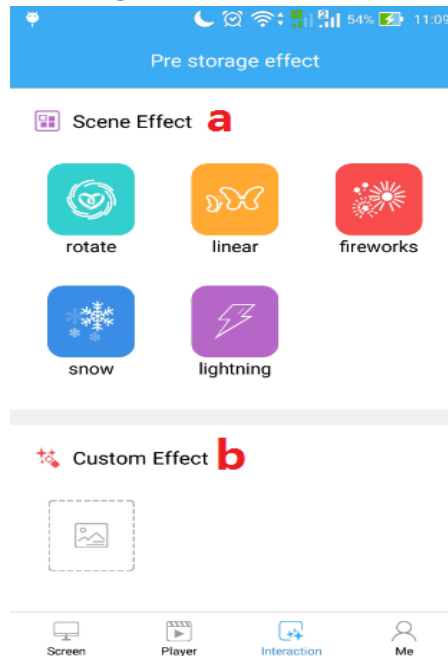 54% 11:09
Pre storage effect
Scene Effect a
rotate linear fireworks
snow lightning
Custom Effect b
Screen Player Interaction Me